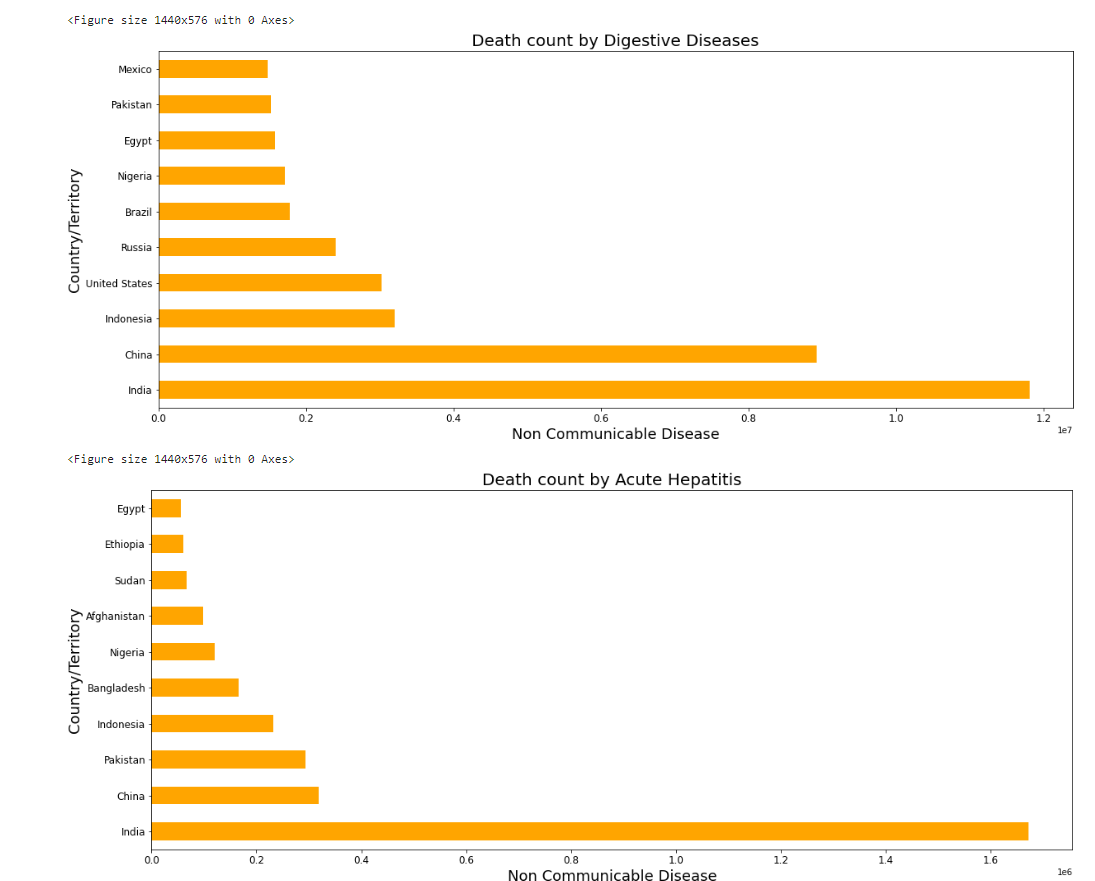 <Figure size 1440x576 with 0 Axes>
Death count by Digestive Diseases
Country/Territory
Mexico
Pakistan
Egypt
Nigeria
Brazil
Russia
United States
Indonesia
China
India
0.0 0.2 0.4 0.6 0.8 1.0 1.2
1e7
Non Communicable Disease
<Figure size 1440x576 with 0 Axes>
Death count by Acute Hepatitis
Country/Territory
Egypt
Ethiopia
Sudan
Afghanistan
Nigeria
Bangladesh
Indonesia
Pakistan
China
India
0.0 0.2 0.4 0.6 0.8 1.0 1.2 1.4 1.6
1e6
Non Communicable Disease